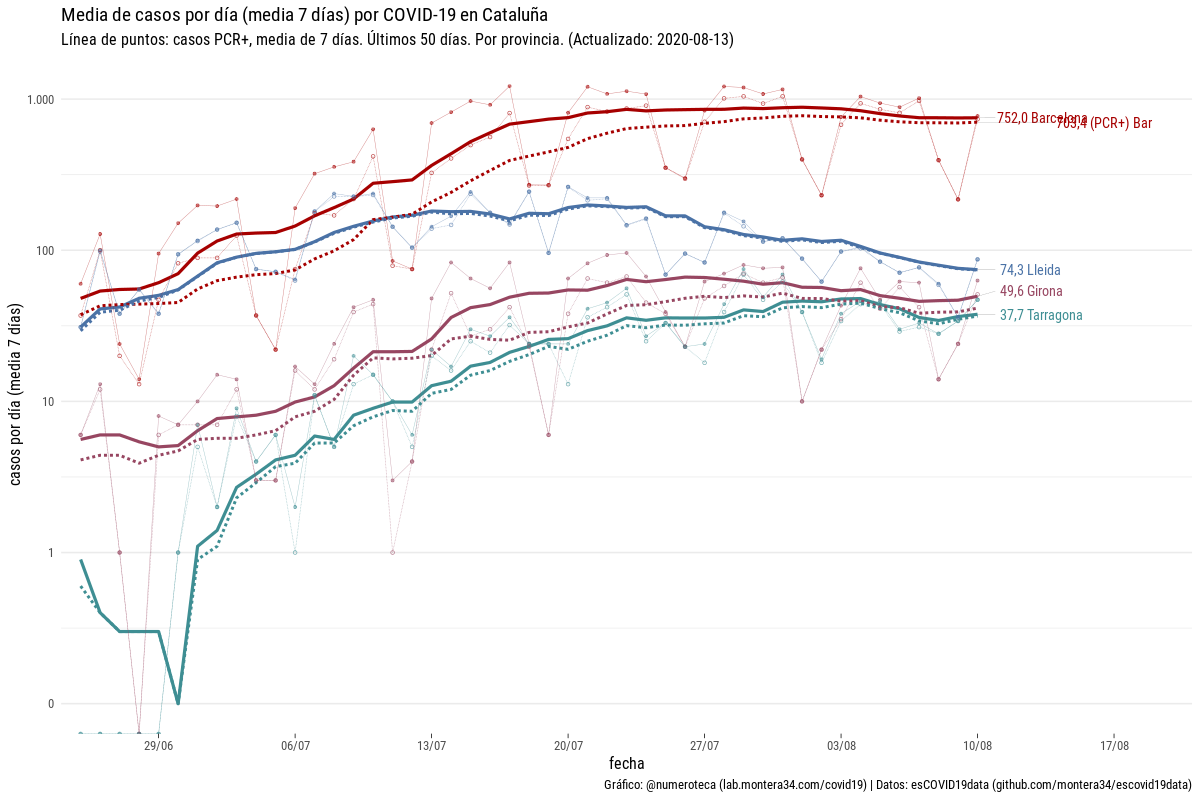 Media de casos por día (media 7 días) por COVID-19 en Cataluña
Línea de puntos: casos PCR+, media de 7 días. Últimos 50 días. Por provincia. (Actualizado: 2020-08-13)
casos por día (media 7 días)
1.000
100
10
1
0
752,0 Barcelona
703,4 (PCR+) Bar
74,3 Lleida
49,6 Girona
37,7 Tarragona
29/06
06/07
13/07
20/07
27/07
03/08
10/08
17/08
fecha
Gráfico: @numeroteca (lab.montera34.com/covid19) | Datos: esCOVID19data (github.com/montera34/escovid19data)